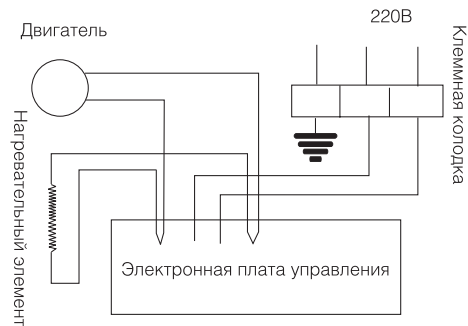 Двигатель
220В
Клеммная колодка
Нагревательный элемент
Электронная плата управления